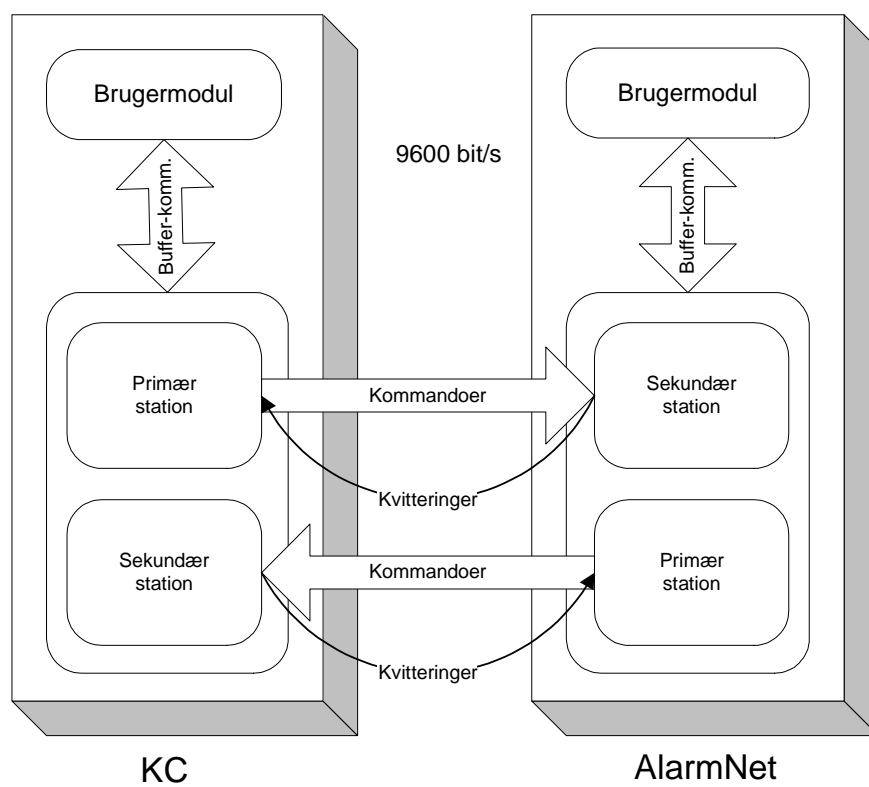 Brugermodul
Brugermodul
9600 bit/s
Buffer-komm.
Buffer-komm.
Primær
station
Kommandoer
Sekundær
station
Kvitteringer
Sekundær
station
Kommandoer
Primær
station
Kvitteringer
KC
AlarmNet